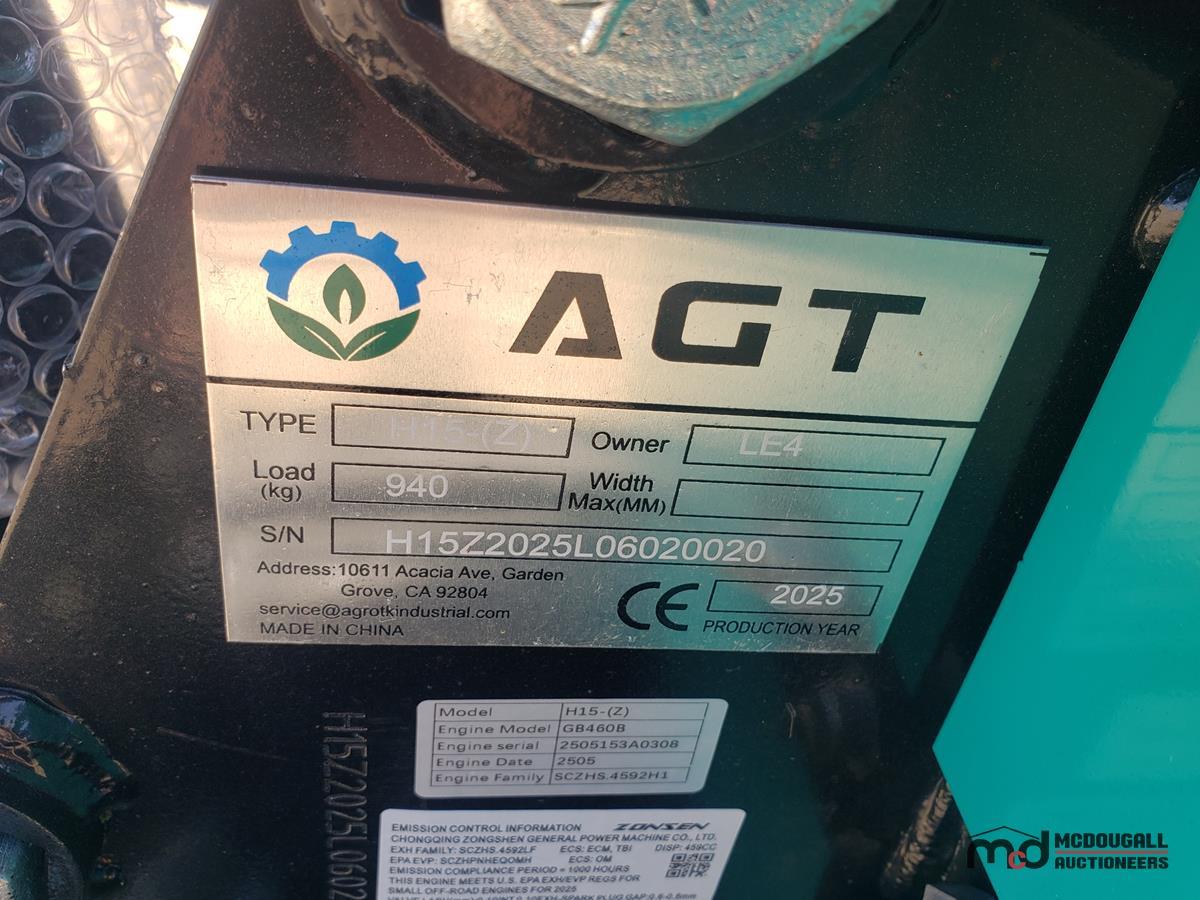 AGT
TYPE H15-(Z) Owner LE4
Load (kg) 940 Width Max(MM)
S/N H15Z2025L06020020
Address:10611 Acacia Ave, Garden
Grove, CA 92804
service@agrotkindustrial.com
MADE IN CHINA
CE 2025
PRODUCTION YEAR
Model H15-(Z)
Engine Model GB460B
Engine serial 2505153A0308
Engine Date 2505
Engine Family SCZHS.4592H1
H15Z2025L0602
EMISSION CONTROL INFORMATION ZONSEN
CHONGQING ZONGSHEN GENERAL POWER MACHINE CO., LTD.
EXH FAMILY: SCZHS.4592LF ECS: ECM, TBI DISP: 459CC
EPA EVP: SCZHPNHEQOMH ECS: OM
EMISSION COMPLIANCE PERIOD = 1000 HOURS
THIS ENGINE MEETS U.S. EPA EXH/EVP REGS FOR
SMALL OFF-ROAD ENGINES FOR 2025
mcd MCDOUGALL
AUCTIONEERS